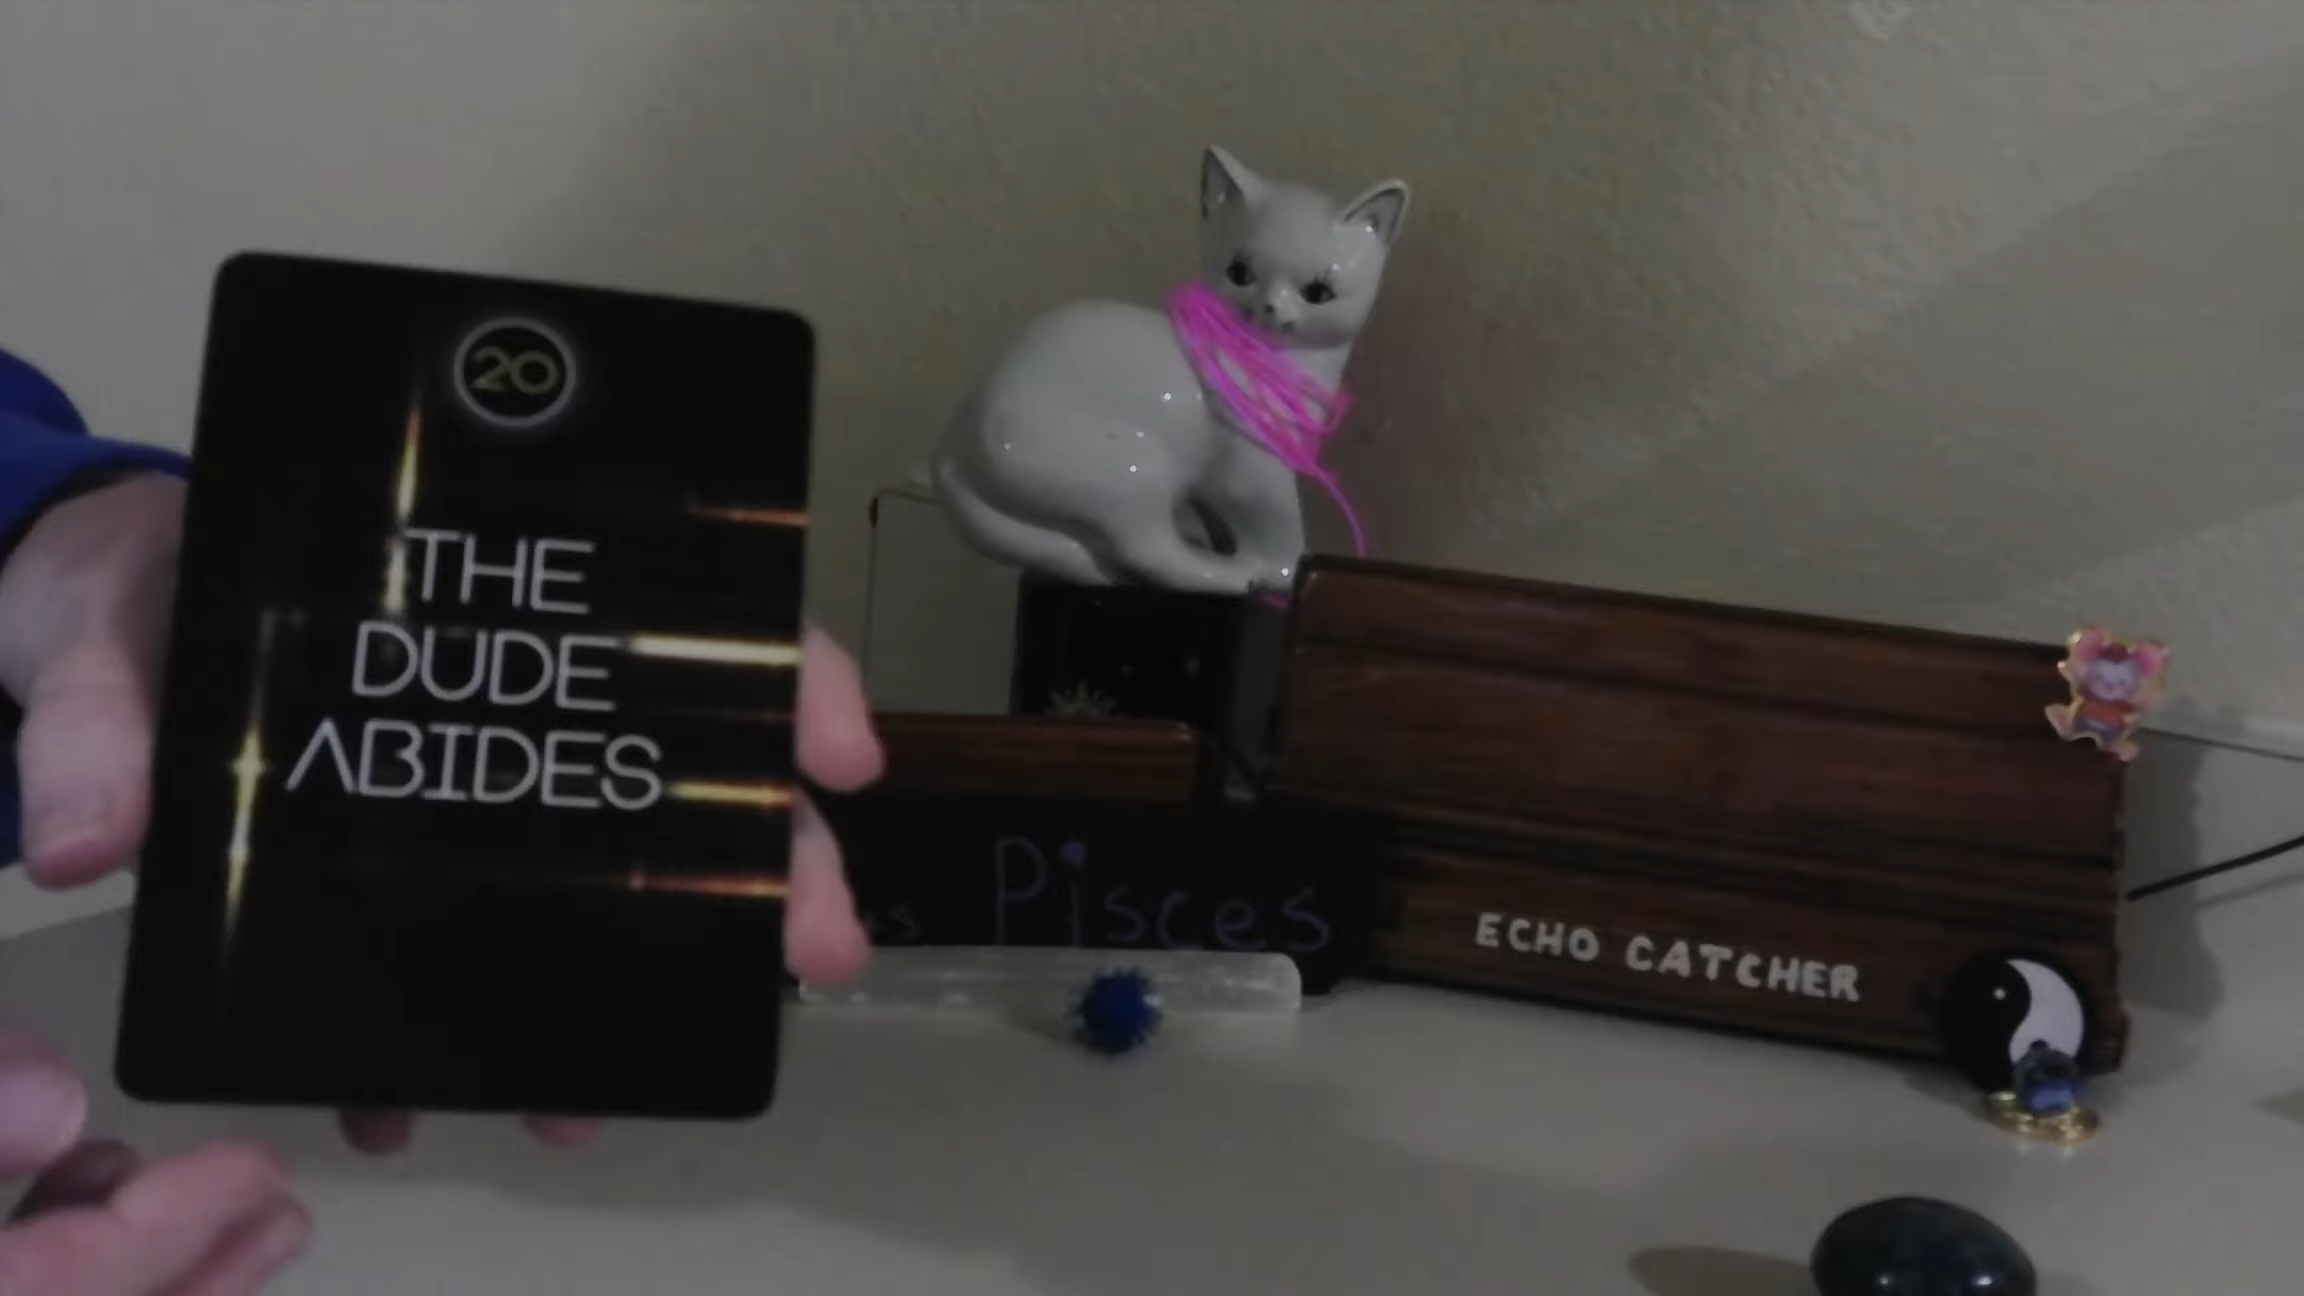 20
THE
DUDE
ABIDES
Pisces
ECHO CATCHER